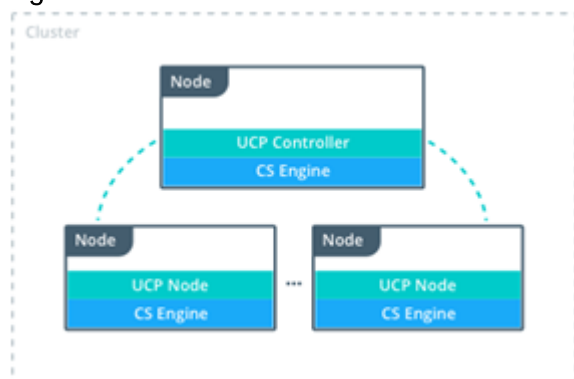 Cluster
Node
UCP Controller
CS Engine
Node
UCP Node
CS Engine
...
Node
UCP Node
CS Engine